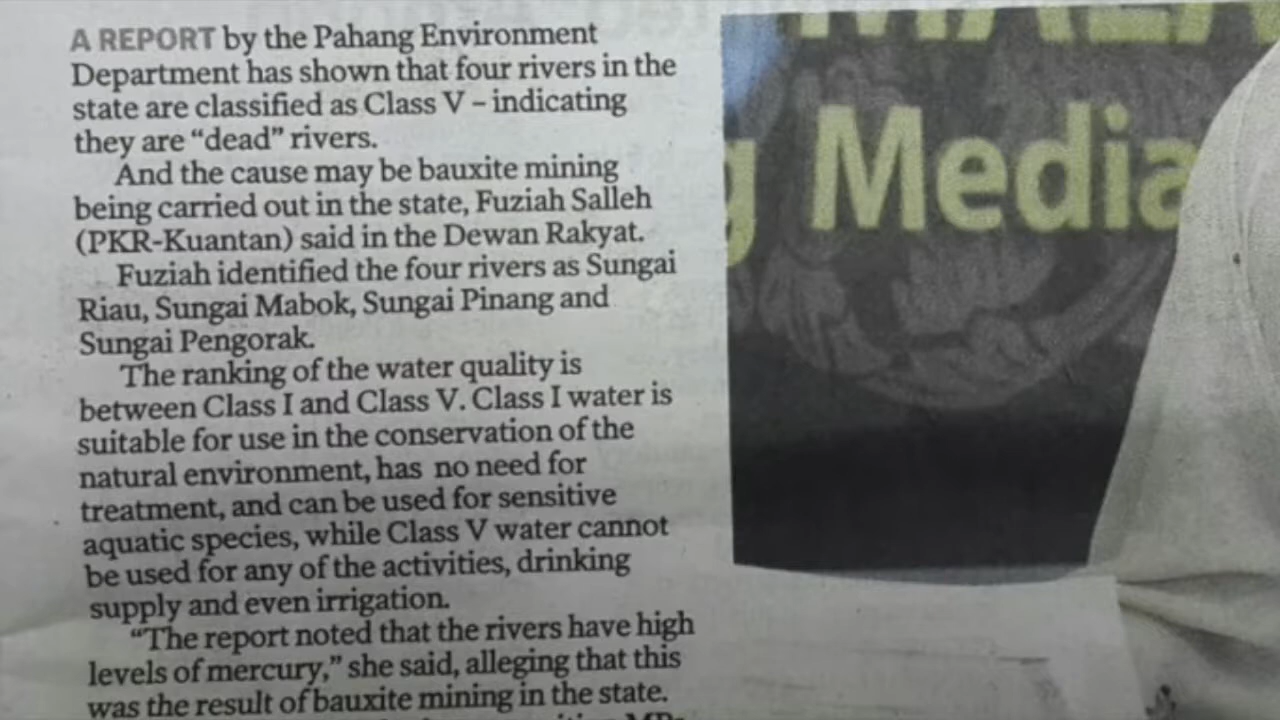 A REPORT by the Pahang Environment
Department has shown that four rivers in the
state are classified as Class V – indicating
they are “dead” rivers.
And the cause may be bauxite mining
being carried out in the state, Fuziah Salleh
(PKR-Kuantan) said in the Dewan Rakyat.
Fuziah identified the four rivers as Sungai
Riau, Sungai Mabok, Sungai Pinang and
Sungai Pengorak.
The ranking of the water quality is
between Class I and Class V. Class I water is
suitable for use in the conservation of the
natural environment, has no need for
treatment, and can be used for sensitive
aquatic species, while Class V water cannot
be used for any of the activities, drinking
supply and even irrigation.
“The report noted that the rivers have high
levels of mercury,” she said, alleging that this
was the result of bauxite mining in the state.
Media